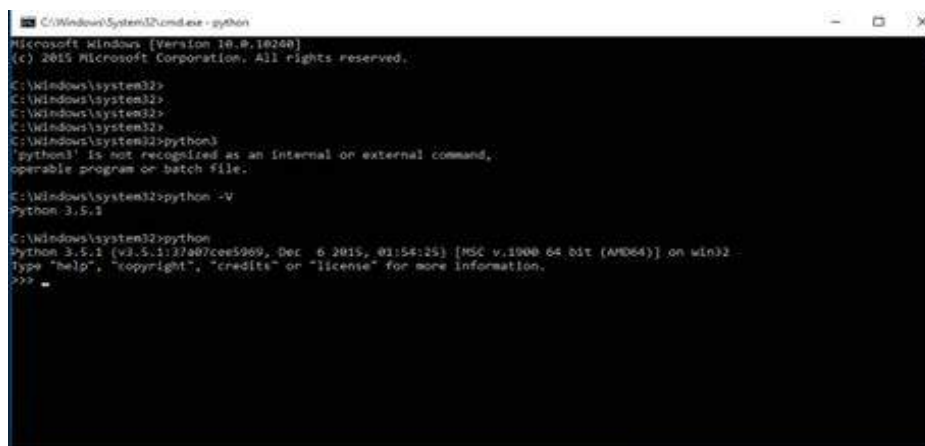 C:\Windows\System32\cmd.exe - python
Microsoft Windows [Version 10.0.10240]
(c) 2015 Microsoft Corporation. All rights reserved.
C:\Windows\system32>
C:\Windows\system32>
C:\Windows\system32>
C:\Windows\system32>
C:\Windows\system32>python3
'python3' is not recognized as an internal or external command,
operable program or batch file.
C:\Windows\system32>python -V
Python 3.5.1
C:\Windows\system32>python
Python 3.5.1 (v3.5.1:37a07cee5969, Dec  6 2015, 01:54:25) [MSC v.1900 64 bit (AMD64)] on win32
Type "help", "copyright", "credits" or "license" for more information.
>>> _